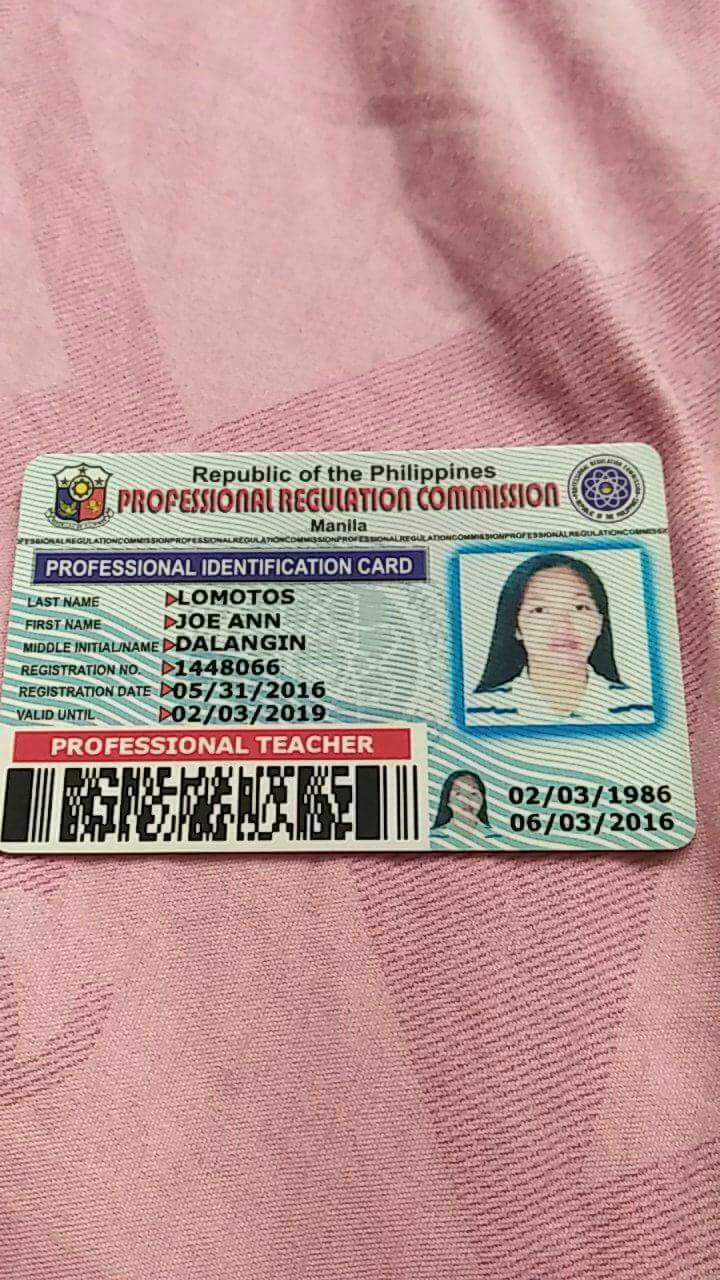 Republic of the Philippines
PROFESSIONAL REGULATION COMMISSION
Manila
PROFESSIONAL IDENTIFICATION CARD
LAST NAME LOMOTOS
FIRST NAME JOE ANN
MIDDLE INITIAL/NAME DALANGIN
REGISTRATION NO. 1448066
REGISTRATION DATE 05/31/2016
VALID UNTIL 02/03/2019
PROFESSIONAL TEACHER
02/03/1986
06/03/2016